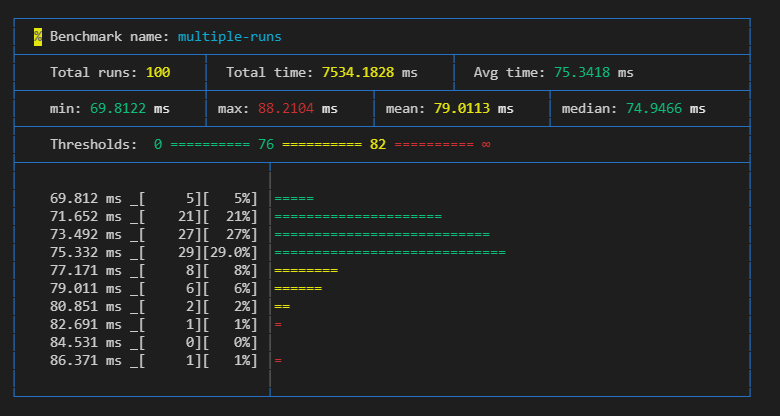 % Benchmark name: multiple-runs
Total runs: 100 Total time: 7534.1828 ms Avg time: 75.3418 ms
min: 69.8122 ms max: 88.2104 ms mean: 79.0113 ms median: 74.9466 ms
Thresholds: 0 ========== 76 ========== 82 ========== ∞
69.812 ms _[ 5][ 5%] =====
71.652 ms _[ 21][ 21%] =====================
73.492 ms _[ 27][ 27%] ===========================
75.332 ms _[ 29][29.0%] =============================
77.171 ms _[ 8][ 8%] ========
79.011 ms _[ 6][ 6%] ======
80.851 ms _[ 2][ 2%] ==
82.691 ms _[ 1][ 1%] =
84.531 ms _[ 0][ 0%]
86.371 ms _[ 1][ 1%] =